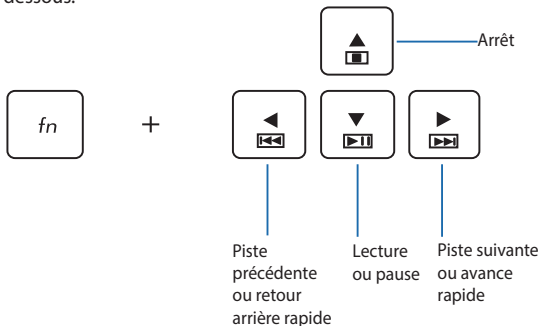 dessous.
Arrêt
fn + 
Piste
précédente
ou retour
arrière rapide
Lecture
ou pause
Piste suivante
ou avance
rapide